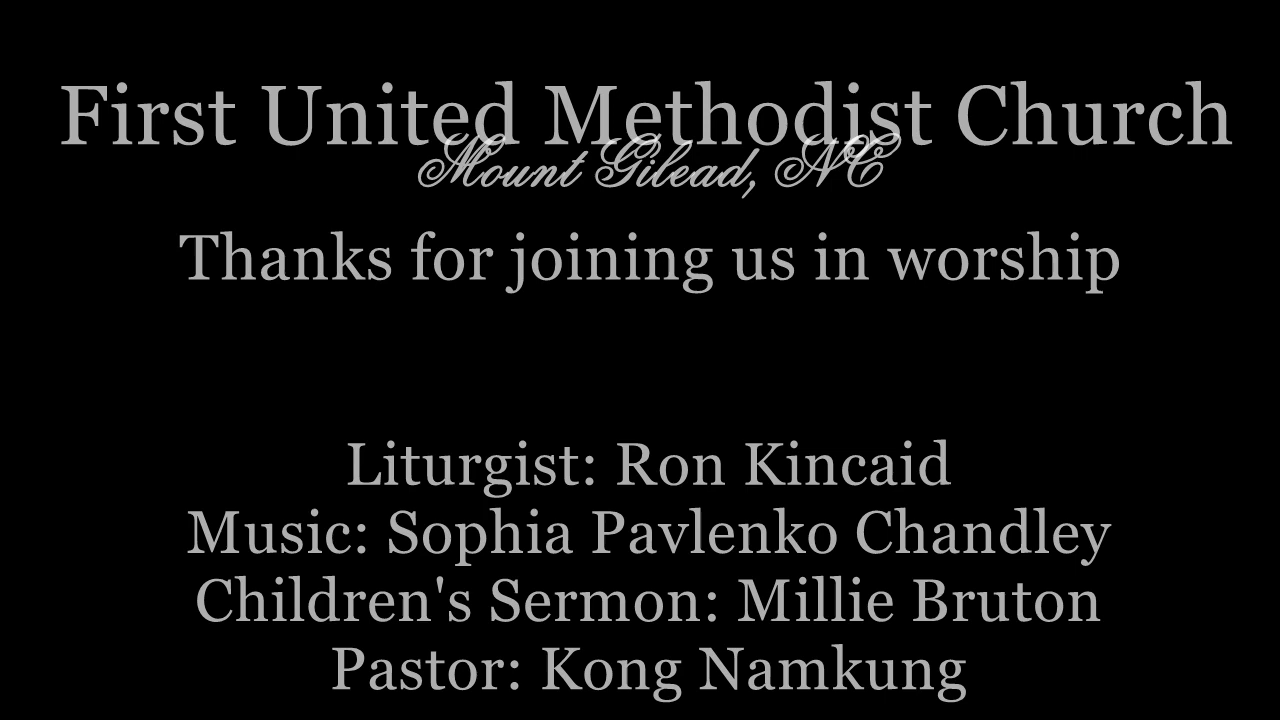 First United Methodist Church
Mount Gilead, NC
Thanks for joining us in worship
Liturgist: Ron Kincaid
Music: Sophia Pavlenko Chandley
Children's Sermon: Millie Bruton
Pastor: Kong Namkung